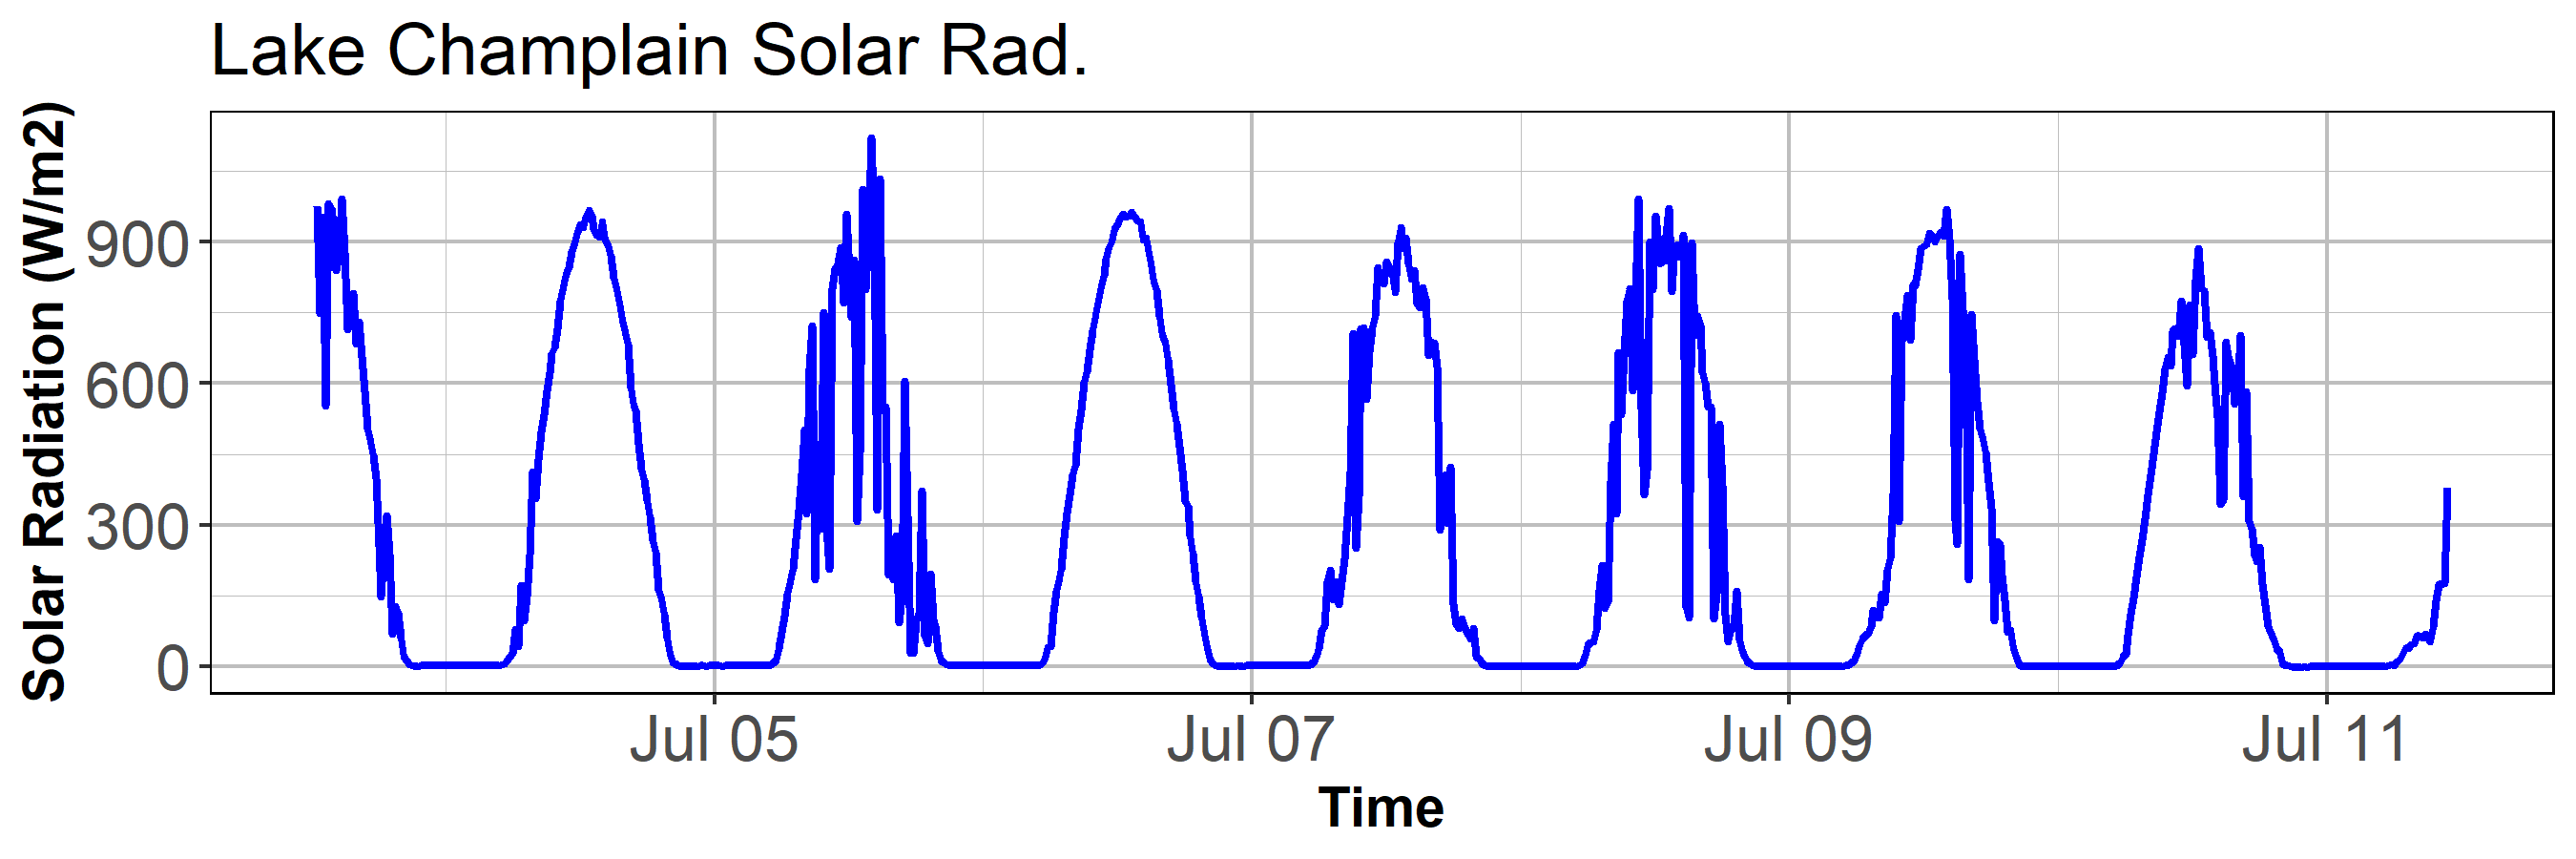 Lake Champlain Solar Rad.
Solar Radiation (W/m2)
900
600
300
0
Jul 05 Jul 07 Jul 09 Jul 11
Time